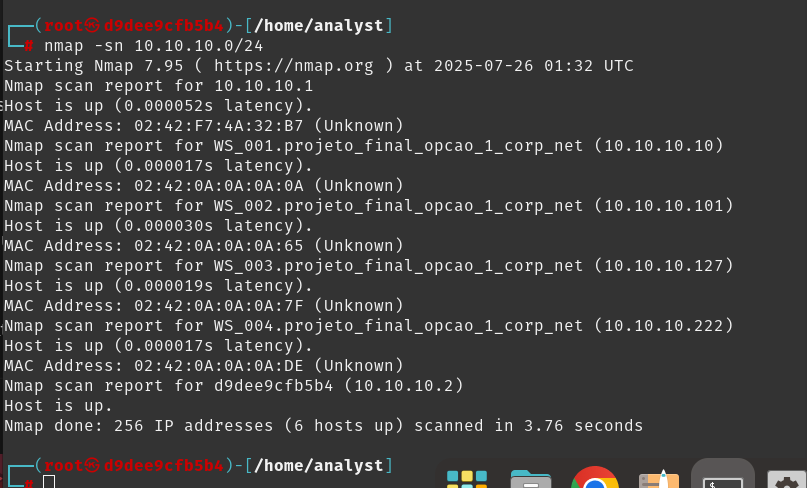 (root㉿d9dee9cfb5b4)-[/home/analyst]
# nmap -sn 10.10.10.0/24
Starting Nmap 7.95 ( https://nmap.org ) at 2025-07-26 01:32 UTC
Nmap scan report for 10.10.10.1
Host is up (0.000052s latency).
MAC Address: 02:42:F7:4A:32:B7 (Unknown)
Nmap scan report for WS_001.projeto_final_opcao_1_corp_net (10.10.10.10)
Host is up (0.000017s latency).
MAC Address: 02:42:0A:0A:0A:0A (Unknown)
Nmap scan report for WS_002.projeto_final_opcao_1_corp_net (10.10.10.101)
Host is up (0.000030s latency).
MAC Address: 02:42:0A:0A:0A:65 (Unknown)
Nmap scan report for WS_003.projeto_final_opcao_1_corp_net (10.10.10.127)
Host is up (0.000019s latency).
MAC Address: 02:42:0A:0A:0A:7F (Unknown)
Nmap scan report for WS_004.projeto_final_opcao_1_corp_net (10.10.10.222)
Host is up (0.000017s latency).
MAC Address: 02:42:0A:0A:0A:DE (Unknown)
Nmap scan report for d9dee9cfb5b4 (10.10.10.2)
Host is up.
Nmap done: 256 IP addresses (6 hosts up) scanned in 3.76 seconds
(root㉿d9dee9cfb5b4)-[/home/analyst]
#